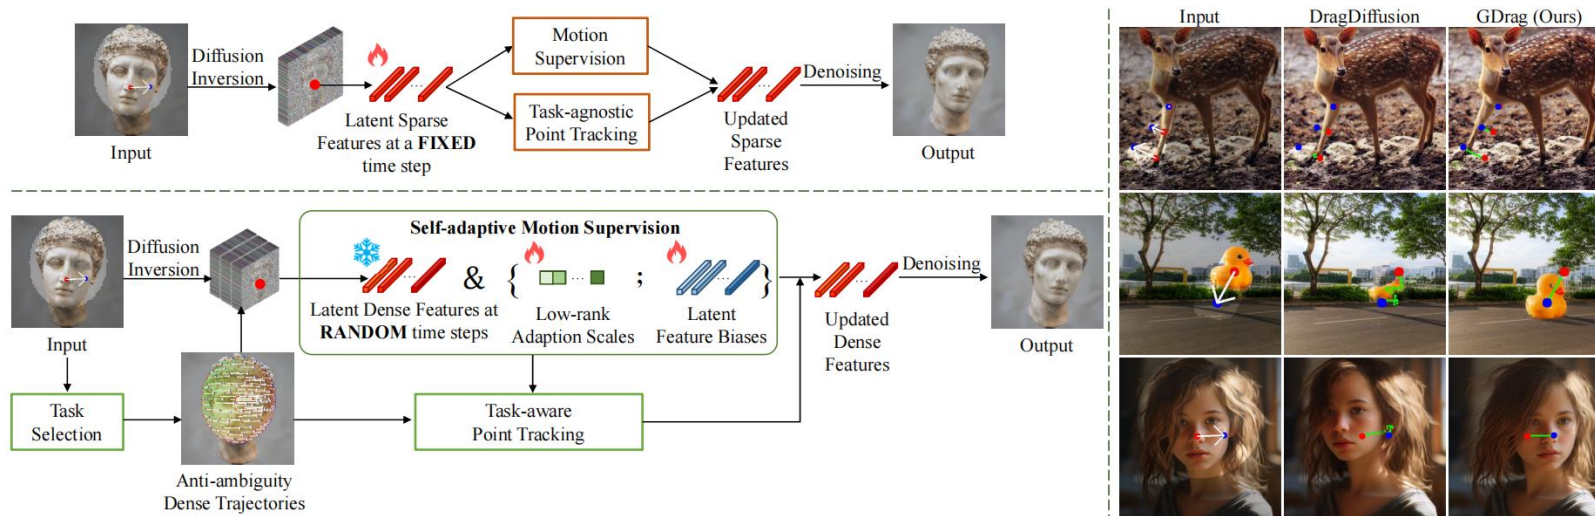 Input
Diffusion
Inversion
Latent Sparse
Features at a FIXED
time step
Motion
Supervision
Task-agnostic
Point Tracking
Updated
Sparse
Features
Denoising
Output
Input
Diffusion
Inversion
Task
Selection
Anti-ambiguity
Dense Trajectories
Self-adaptive Motion Supervision
...
&
{
...
;
...
}
Latent Dense Features at
RANDOM time steps
Low-rank
Adaption Scales
Latent
Feature Biases
Task-aware
Point Tracking
Updated
Dense
Features
Denoising
Output
Input
DragDiffusion
GDrag (Ours)